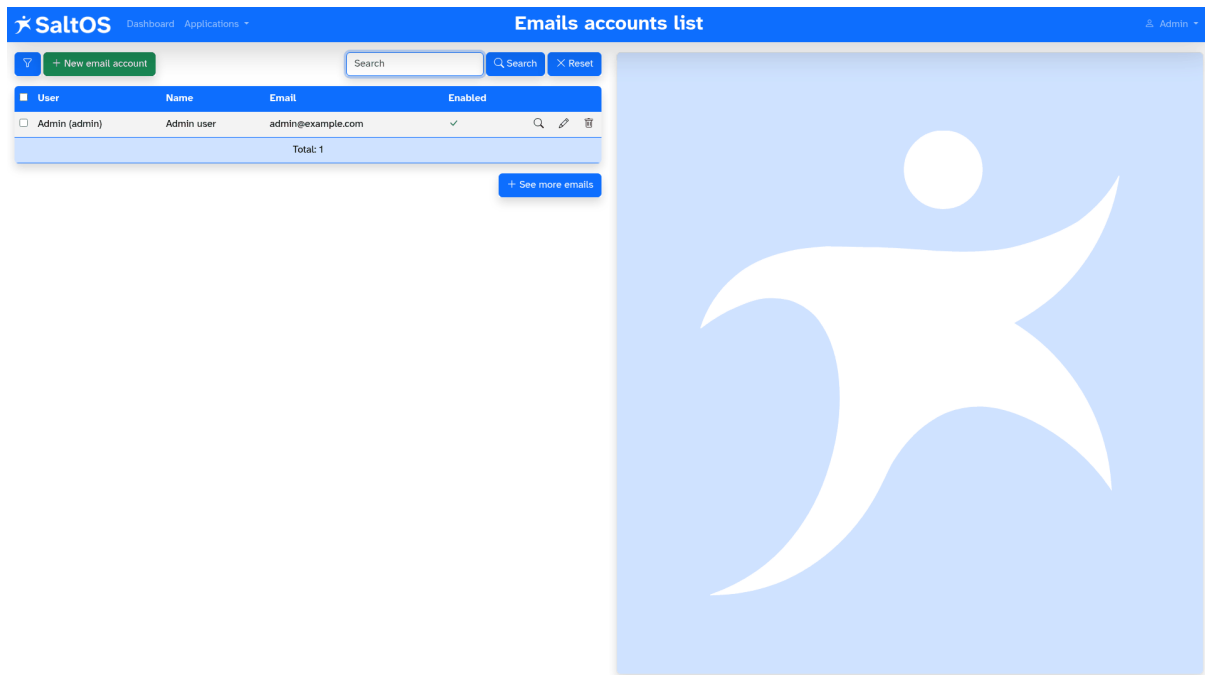 SaltOS Dashboard Applications Emails accounts list Admin
New email account Search Search Reset
User Name Email Enabled
Admin (admin) Admin user admin@example.com
Total: 1
+ See more emails